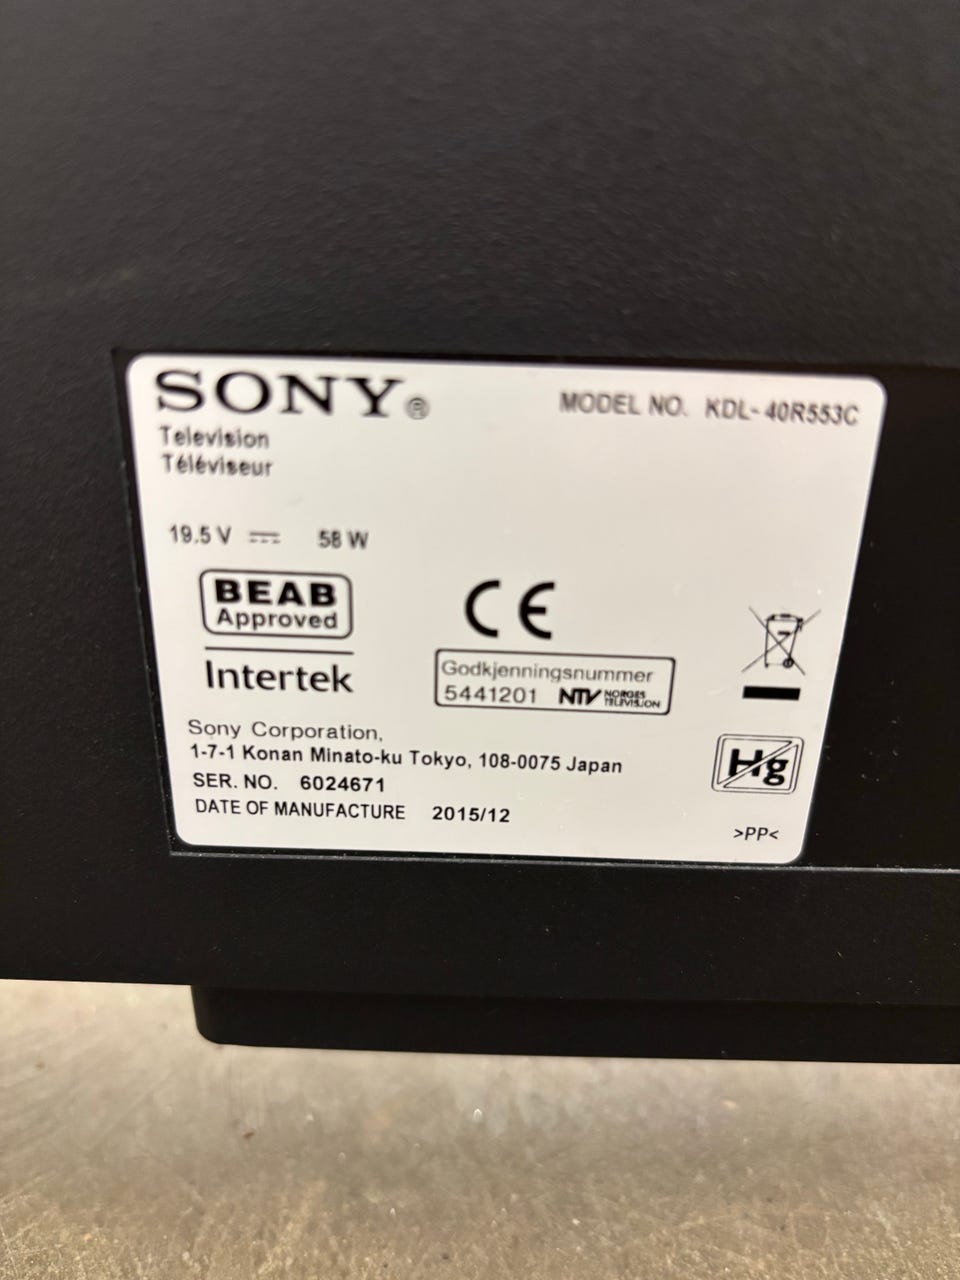 SONY®
MODEL NO. KDL-40R553C
Television
Téléviseur
19.5 V ⎓ 58 W
BEAB
Approved
Intertek
CE
Godkjenningsnummer
5441201 NTV NORGES TELEVISJON
Hg
Sony Corporation,
1-7-1 Konan Minato-ku Tokyo, 108-0075 Japan
SER. NO. 6024671
DATE OF MANUFACTURE 2015/12
>PP<